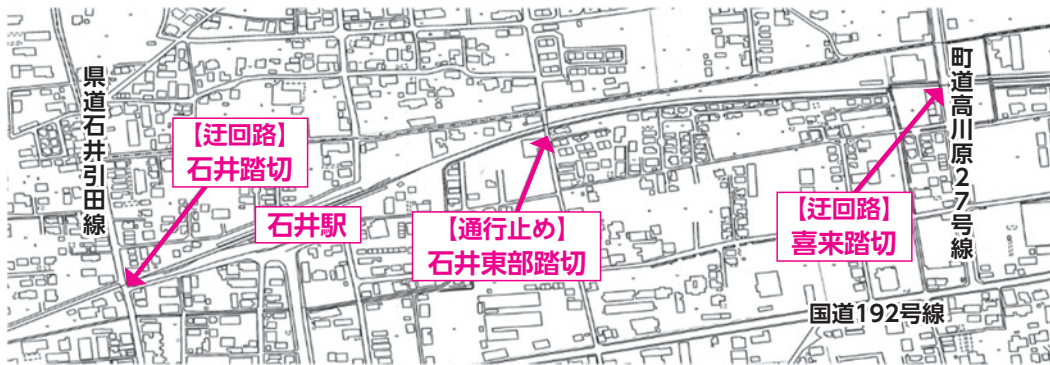 県道石井引田線
【迂回路】
石井踏切
石井駅
【通行止め】
石井東部踏切
【迂回路】
喜来踏切
町道高川原27号線
国道192号線